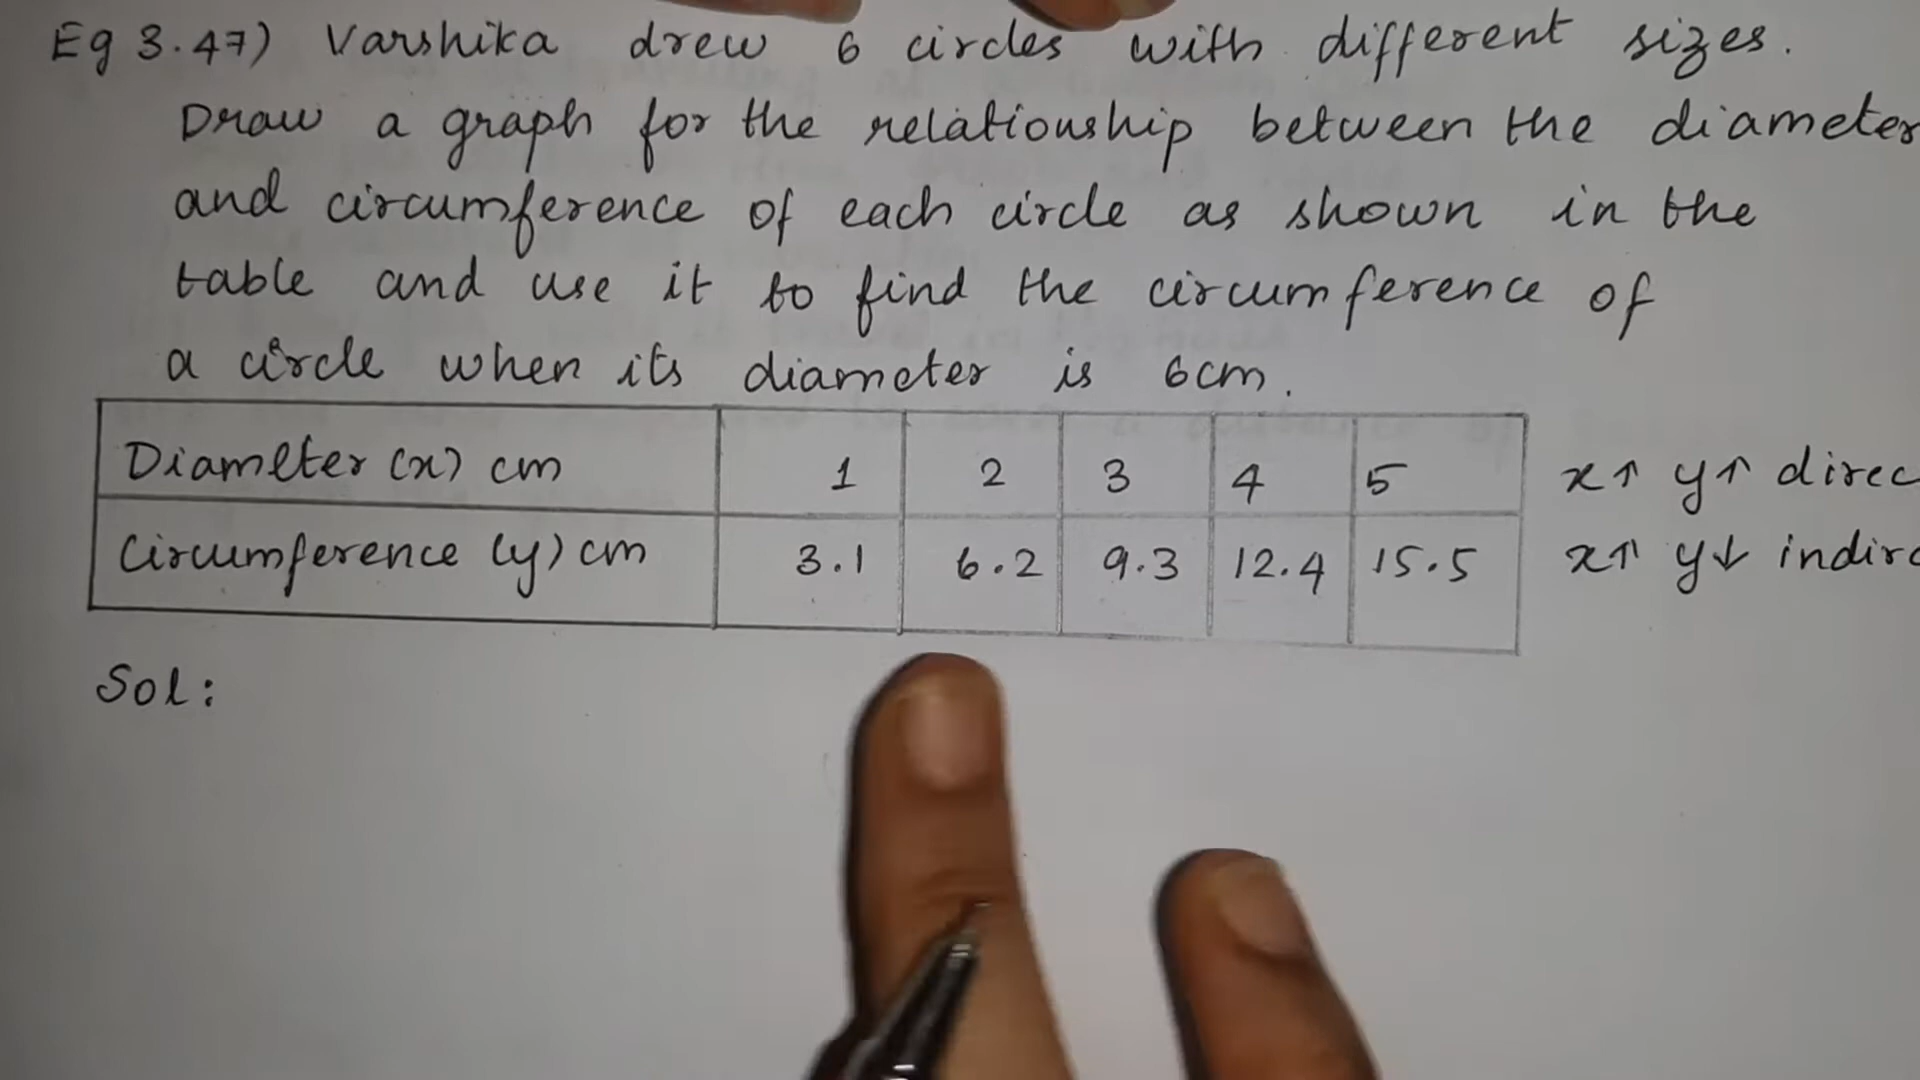 Eg 3.47) Varshika drew 6 circles with different sizes.
Draw a graph for the relationship between the diameter
and circumference of each circle as shown in the
table and use it to find the circumference of
a circle when its diameter is 6cm.
Diameter (x) cm 1 2 3 4 5 x↑ y↑ direc
Circumference (y) cm 3.1 6.2 9.3 12.4 15.5 x↑ y↓ indire
Sol: